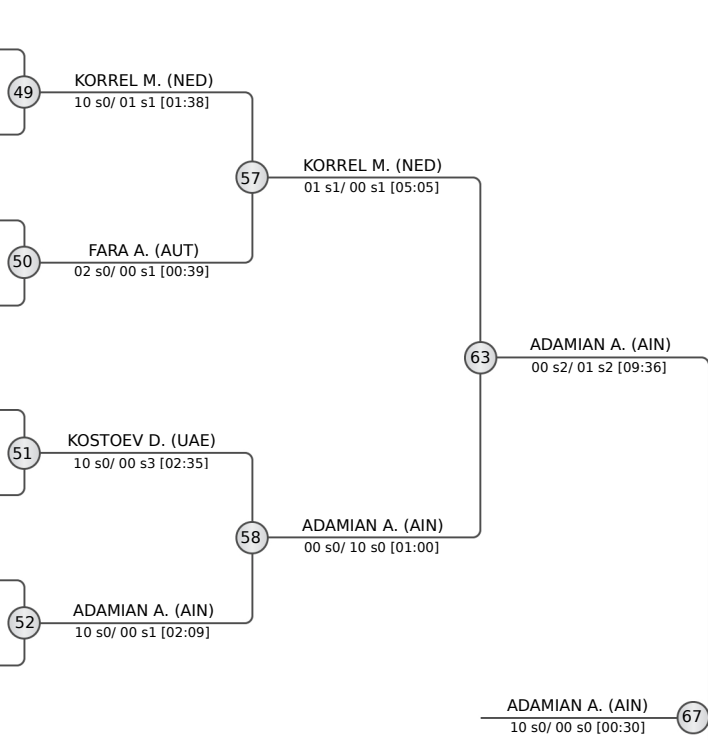 49
KORREL M. (NED)
10 s0/ 01 s1 [01:38]
57
KORREL M. (NED)
01 s1/ 00 s1 [05:05]
50
FARA A. (AUT)
02 s0/ 00 s1 [00:39]
63
ADAMIAN A. (AIN)
00 s2/ 01 s2 [09:36]
51
KOSTOEV D. (UAE)
10 s0/ 00 s3 [02:35]
58
ADAMIAN A. (AIN)
00 s0/ 10 s0 [01:00]
52
ADAMIAN A. (AIN)
10 s0/ 00 s1 [02:09]
ADAMIAN A. (AIN)
10 s0/ 00 s0 [00:30]
67